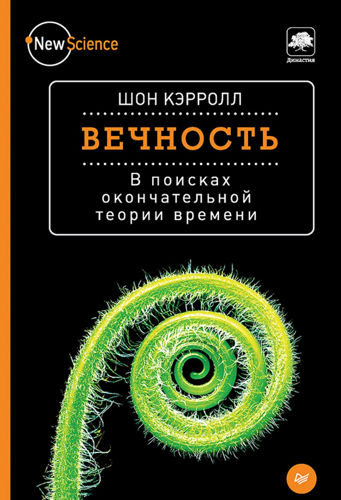 New Science
Династия
ШОН КЭРРОЛЛ
ВЕЧНОСТЬ
В поисках
окончательной
теории времени